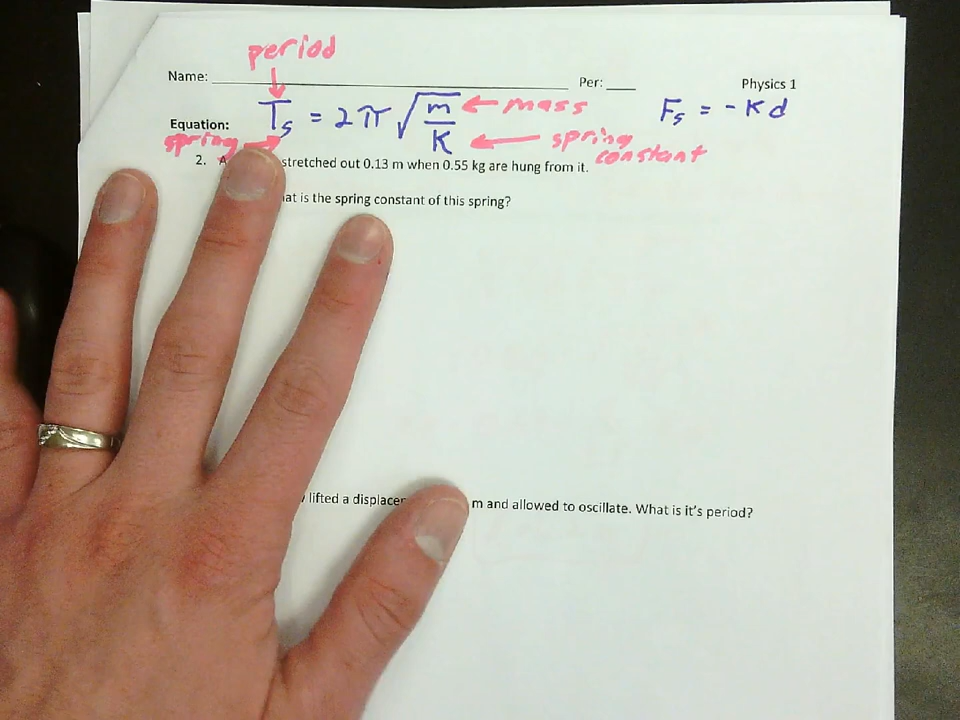 period
Name: Per: Physics 1
Equation: Ts = 2π √m/K ← mass Fs = -Kd
spring → ← spring constant
2. A stretched out 0.13 m when 0.55 kg are hung from it.
is the spring constant of this spring?
lifted a m and allowed to oscillate. What is it's period?